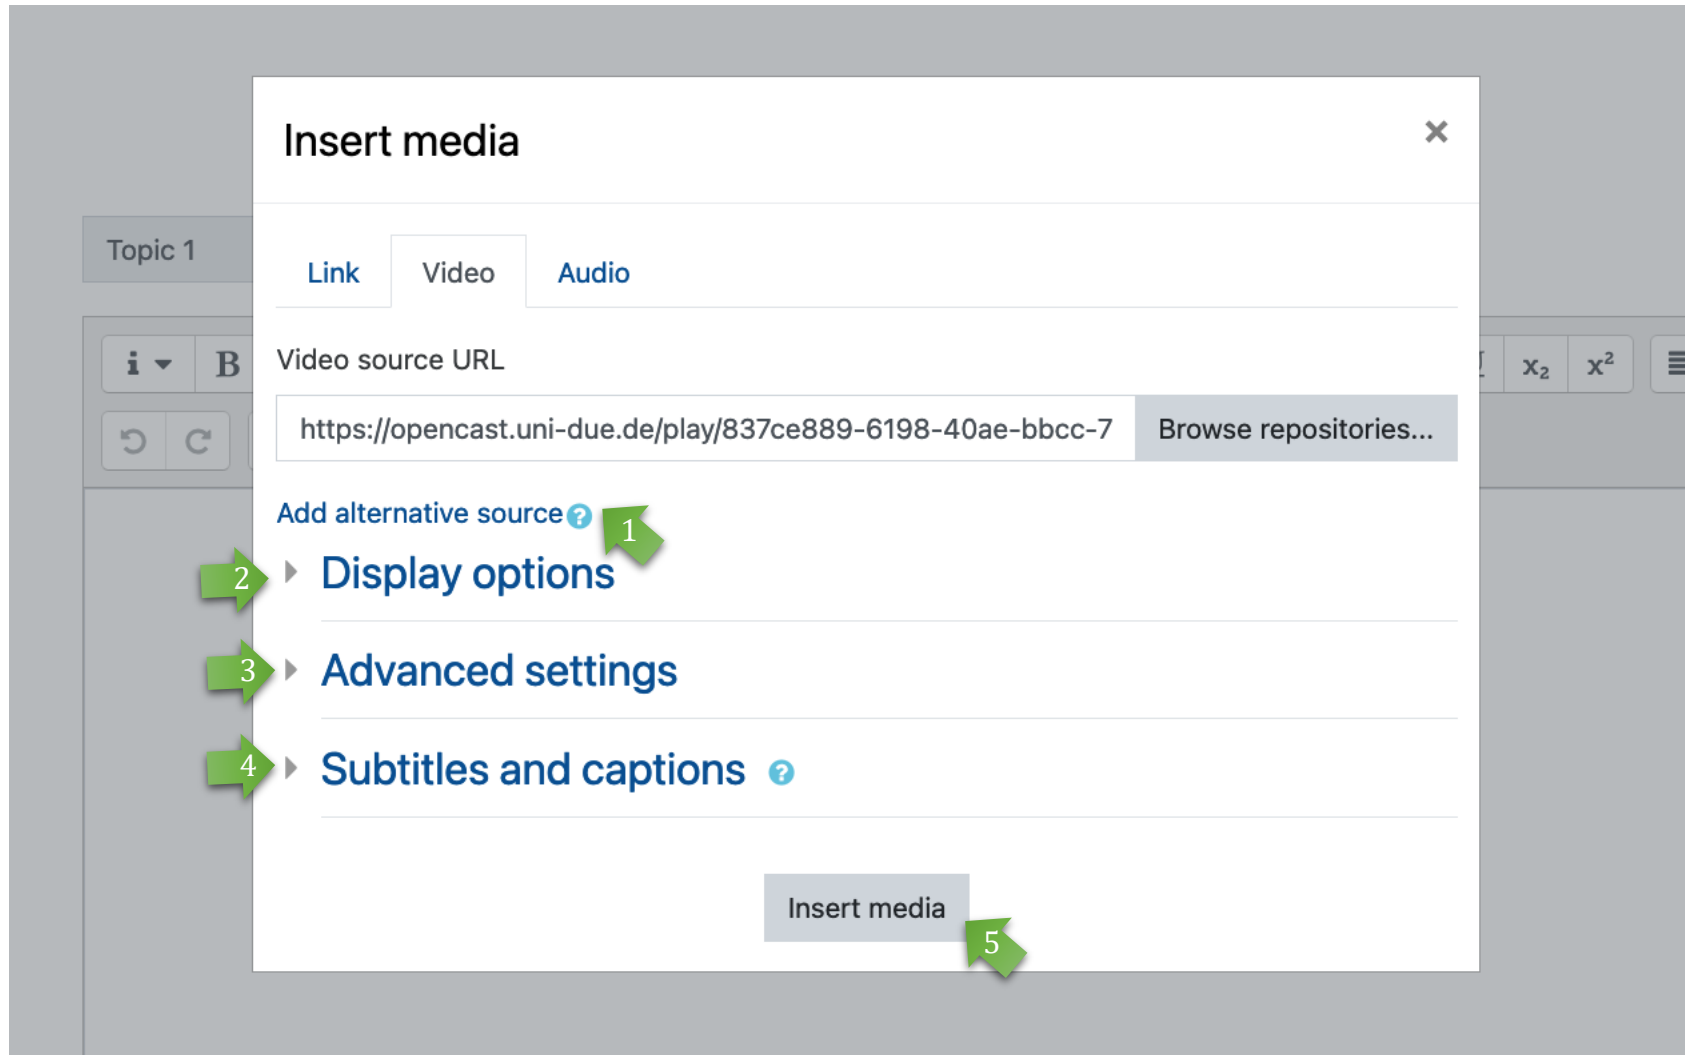 Insert media
×
Topic 1
Link Video Audio
i B Video source URL x₂ x²
https://opencast.uni-due.de/play/837ce889-6198-40ae-bbcc-7 Browse repositories...
Add alternative source ? 1
2 Display options
3 Advanced settings
4 Subtitles and captions ?
Insert media
5